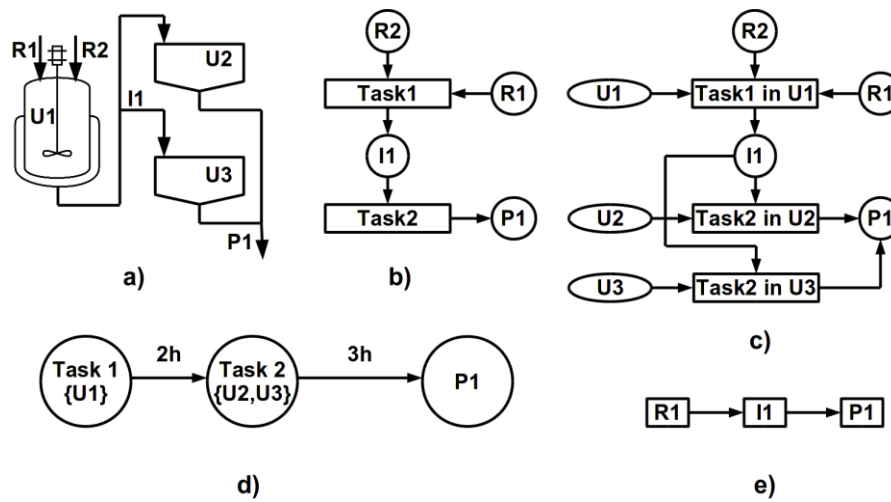 R1
R2
U1
I1
U2
U3
P1
a)
R2
Task1
R1
I1
Task2
P1
b)
R2
U1
Task1 in U1
R1
I1
U2
Task2 in U2
P1
U3
Task2 in U3
c)
Task 1
{U1}
2h
Task 2
{U2,U3}
3h
P1
d)
R1
I1
P1
e)